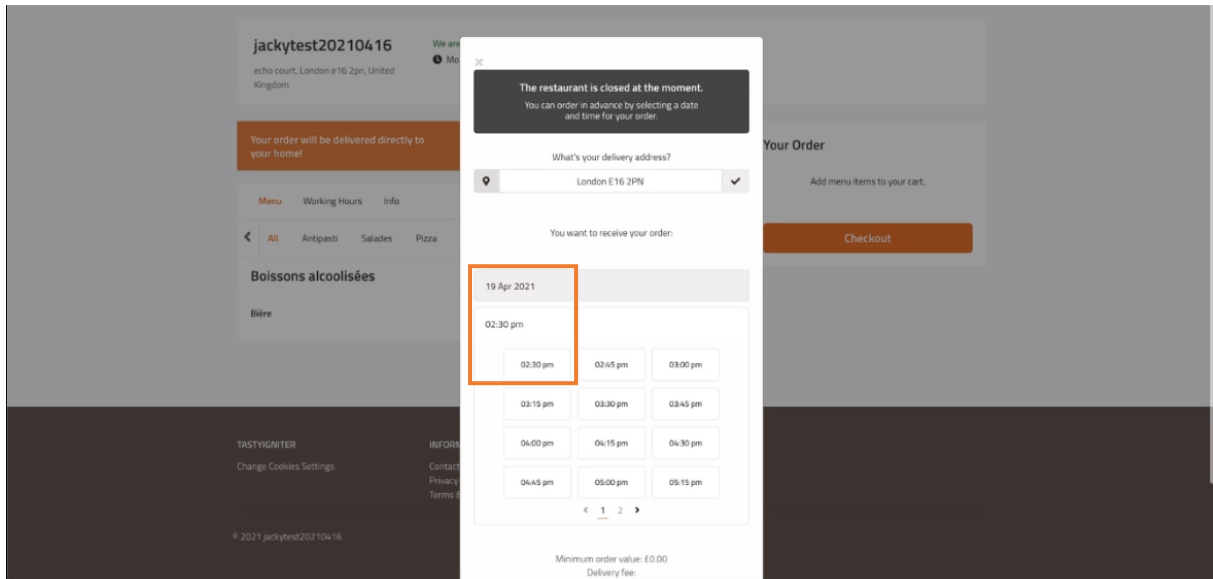 jackytest20210416
echo court, London e16 2pn, United
Kingdom
We are
Mo
Your order will be delivered directly to
your home!
Menu Working Hours Info
All Antipasti Salades Pizza
Boissons alcoolisées
Bière
×
The restaurant is closed at the moment.
You can order in advance by selecting a date
and time for your order.
What's your delivery address?
London E16 2PN
You want to receive your order:
19 Apr 2021
02:30 pm
02:30 pm 02:45 pm 03:00 pm
03:15 pm 03:30 pm 03:45 pm
04:00 pm 04:15 pm 04:30 pm
04:45 pm 05:00 pm 05:15 pm
1 2
Minimum order value: £0.00
Delivery fee:
Your Order
Add menu items to your cart.
Checkout
TASTYIGNITER
Change Cookies Settings
INFORM
Contact
Privacy
Terms &
© 2021 jackytest20210416